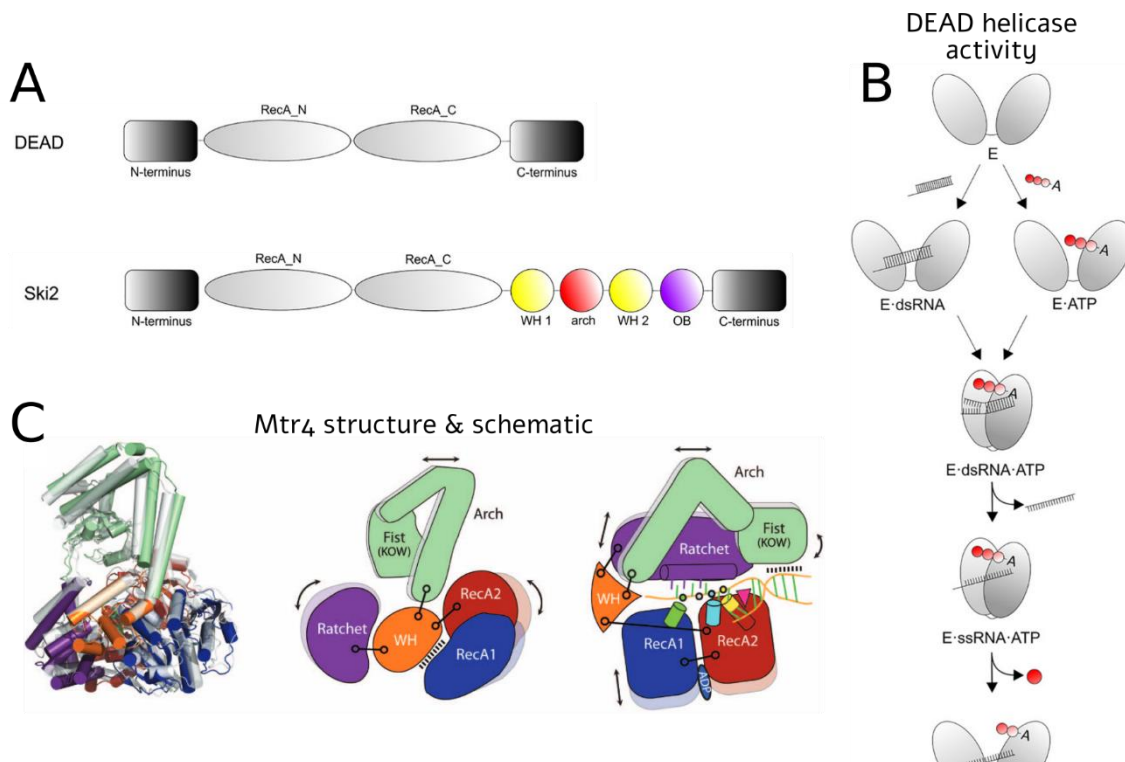 A
RecA_N
RecA_C
DEAD
N-terminus
C-terminus
RecA_N
RecA_C
Ski2
N-terminus
WH 1
arch
WH 2
OB
C-terminus
DEAD helicase
activity
B
E
A
E·dsRNA
A
E·ATP
A
E·dsRNA·ATP
A
E·ssRNA·ATP
A
C
Mtr4 structure & schematic
Arch
Fist
(KOW)
Ratchet
WH
RecA2
RecA1
Arch
Fist
(KOW)
Ratchet
WH
RecA1
RecA2
ADP